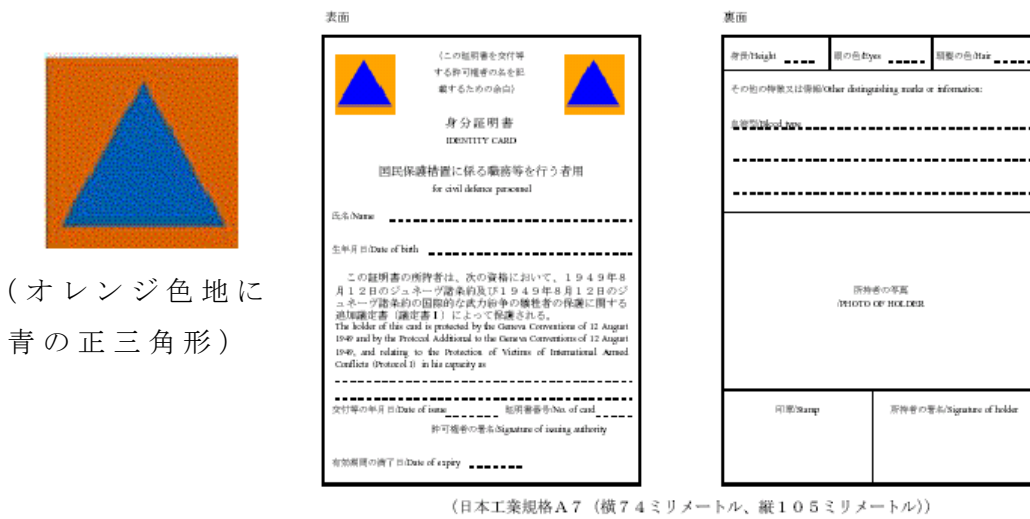 (オレンジ色地に
青の正三角形)
表面
(この証明書を交付等
する許可権者の名を記
載するための余白)
身分証明書
IDENTITY CARD
国民保護措置に係る職務等を行う者用
for civil defence personnel
氏名/Name
生年月日/Date of birth
この証明書の所持者は、次の資格において、1949年8
月12日のジュネーヴ諸条約及び1949年8月12日のジ
ュネーヴ諸条約の国際的な武力紛争の犠牲者の保護に関する
追加議定書(議定書I)によって保護される。
The holder of this card is protected by the Geneva Conventions of 12 August
1949 and by the Protocol Additional to the Geneva Conventions of 12 August
1949, and relating to the Protection of Victims of International Armed
Conflicts (Protocol I) in his capacity as
交付等の年月日/Date of issue 証明書番号/No. of card
許可権者の署名/Signature of issuing authority
有効期間の満了日/Date of expiry
裏面
身長/Height 眼の色/Eyes 頭髪の色/Hair
その他の特徴又は情報/Other distinguishing marks or information:
血液型/Blood type
所持者の写真
/PHOTO OF HOLDER
印章/Stamp 所持者の署名/Signature of holder
(日本工業規格A7(横74ミリメートル、縦105ミリメートル))